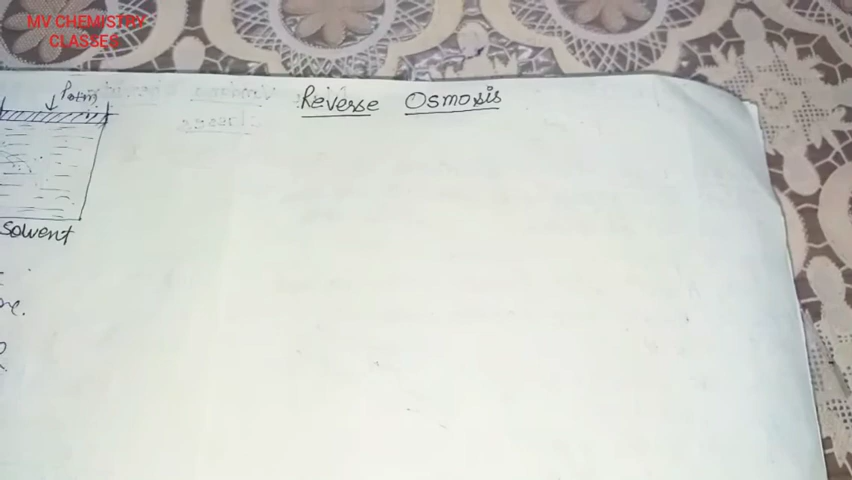 MV CHEMISTRY
CLASSES
Patm
Reverse Osmosis
Solvent